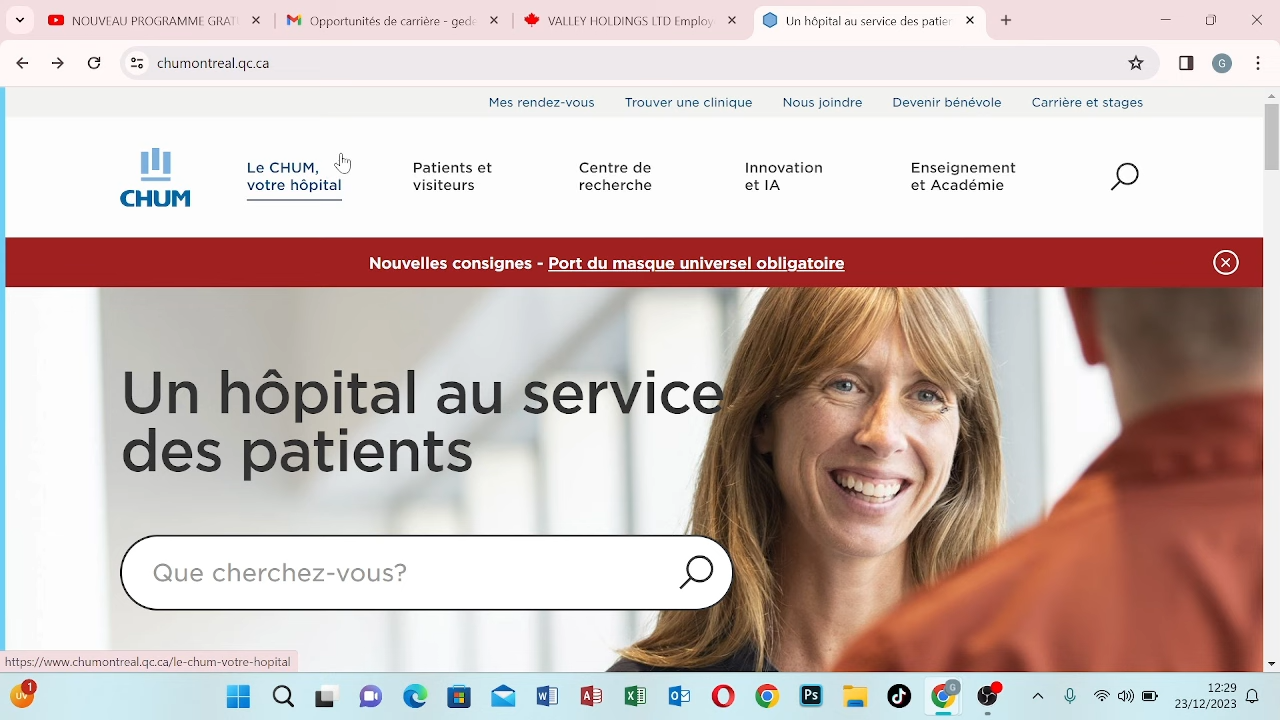 NOUVEAU PROGRAMME GRAT
Opportunités de carrière - gede
VALLEY HOLDINGS LTD Employ
Un hôpital au service des patien
chumontreal.qc.ca
G
Mes rendez-vous
Trouver une clinique
Nous joindre
Devenir bénévole
Carrière et stages
CHUM
Le CHUM,
votre hôpital
Patients et
visiteurs
Centre de
recherche
Innovation
et IA
Enseignement
et Académie
Nouvelles consignes - Port du masque universel obligatoire
Un hôpital au service
des patients
Que cherchez-vous?
https://www.chumontreal.qc.ca/le-chum-votre-hopital
UV
1
Ps
G
12:29
23/12/2023